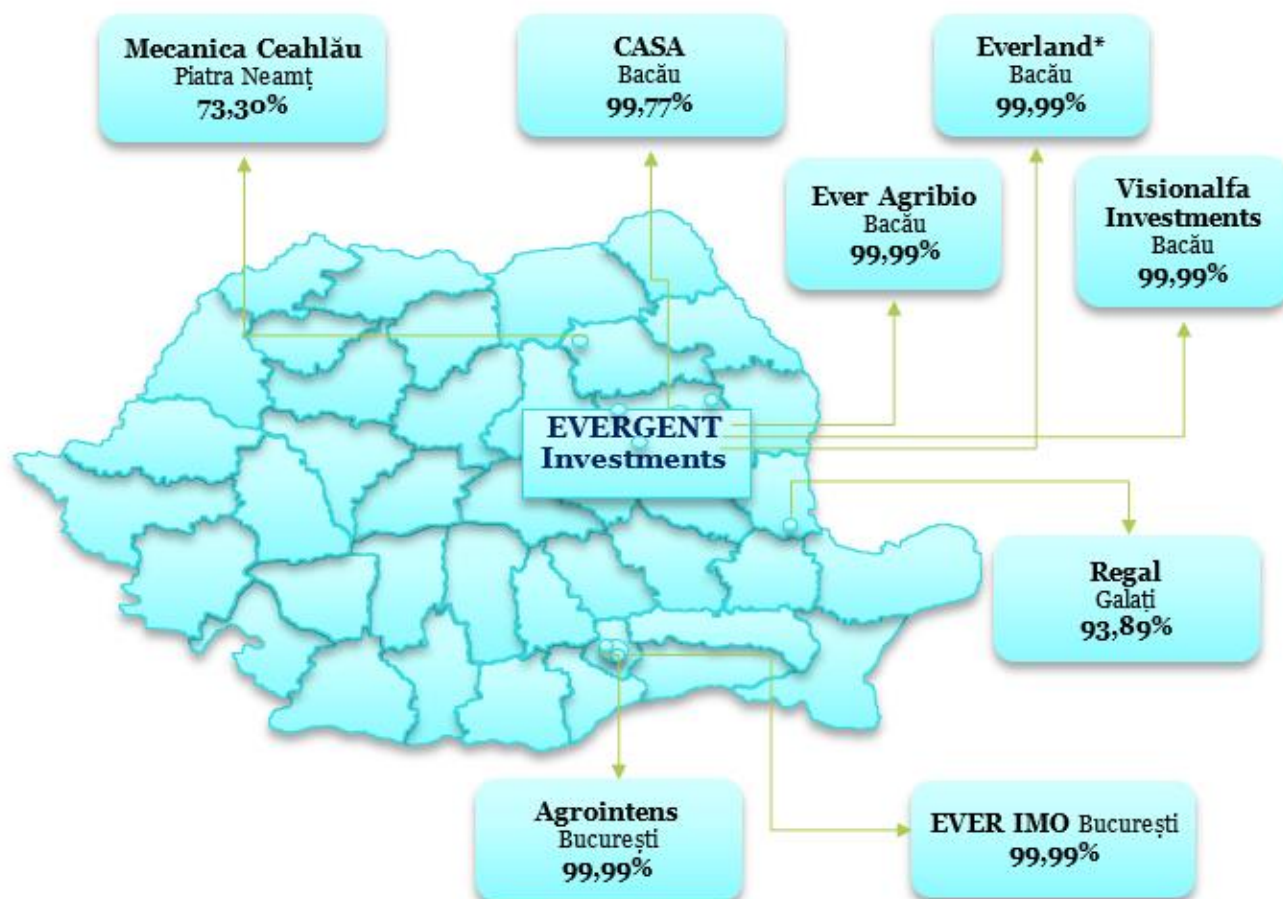 Mecanica Ceahlău
Piatra Neamț
73,30%
CASA
Bacău
99,77%
Everland*
Bacău
99,99%
Ever Agribio
Bacău
99,99%
Visionalfa
Investments
Bacău
99,99%
EVERGENT
Investments
Regal
Galați
93,89%
Agrointens
București
99,99%
EVER IMO București
99,99%